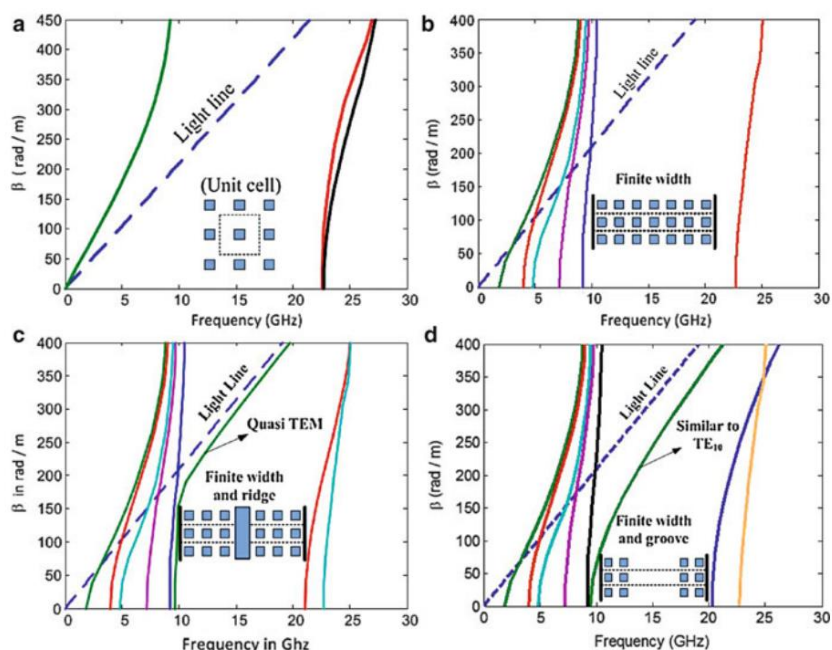 a
450
400
350
300
250
200
150
100
50
0
β ( rad / m)
Light line
(Unit cell)
0 5 10 15 20 25 30
Frequency (GHz)
b
400
350
300
250
200
150
100
50
0
β (rad / m)
Light line
Finite width
0 5 10 15 20 25 30
Frequency (GHz)
c
400
350
300
250
200
150
100
50
0
β in rad / m
Light Line
Quasi TEM
Finite width
and ridge
0 5 10 15 20 25 30
Frequency in Ghz
d
400
350
300
250
200
150
100
50
0
β (rad / m)
Light Line
Similar to
TE₁₀
Finite width
and groove
0 5 10 15 20 25 30
Frequency (GHz)